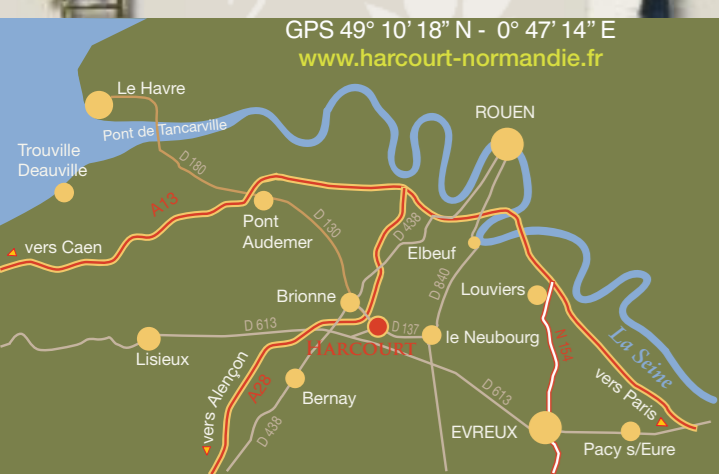 GPS 49° 10’ 18” N - 0° 47’ 14” E
www.harcourt-normandie.fr
Le Havre
ROUEN
Pont de Tancarville
Trouville
Deauville
D 180
A13
Pont
Audemer
D 130
D 438
vers Caen
Elbeuf
D 840
Brionne
Louviers
D 613
D 137
le Neubourg
HARCOURT
Lisieux
N 154
La Seine
vers Alençon
A28
Bernay
D 613
vers Paris
D 438
EVREUX
Pacy s/Eure